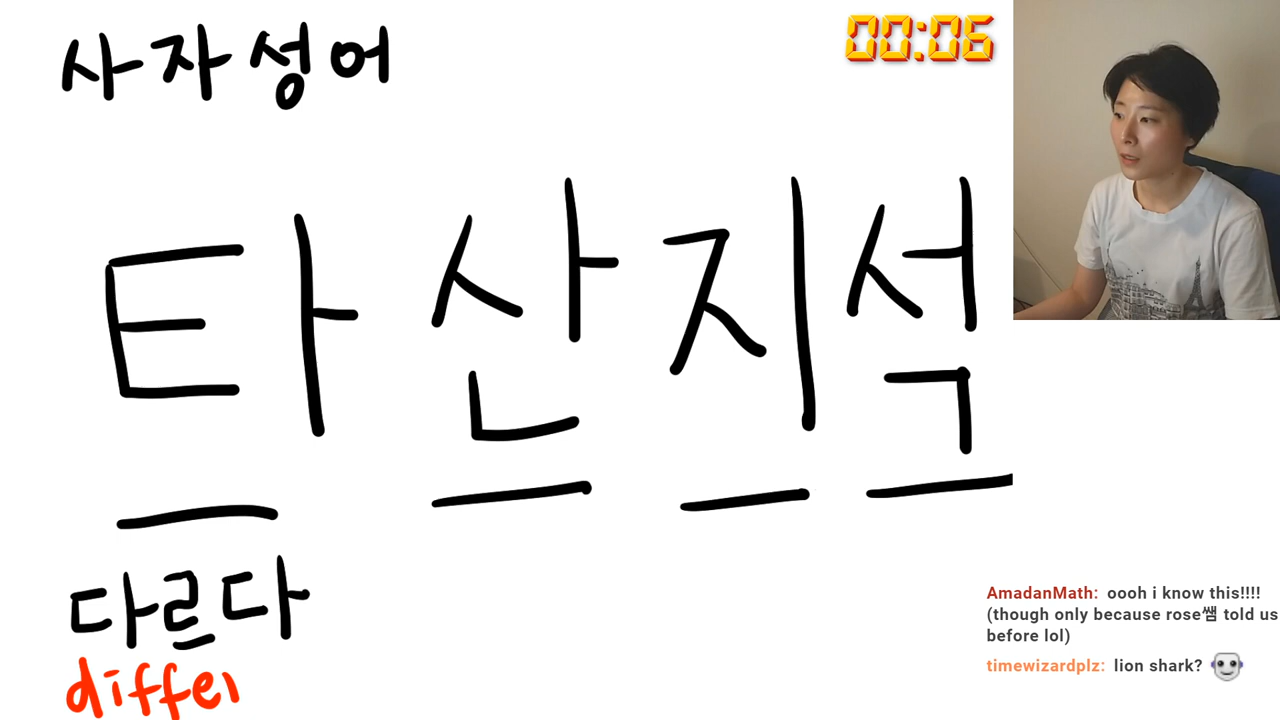 사자성어
00:06
타산지석
다르다
differ
AmadanMath: oooh i know this!!!!
(though only because rose쌤 told us
before lol)
timewizardplz: lion shark?